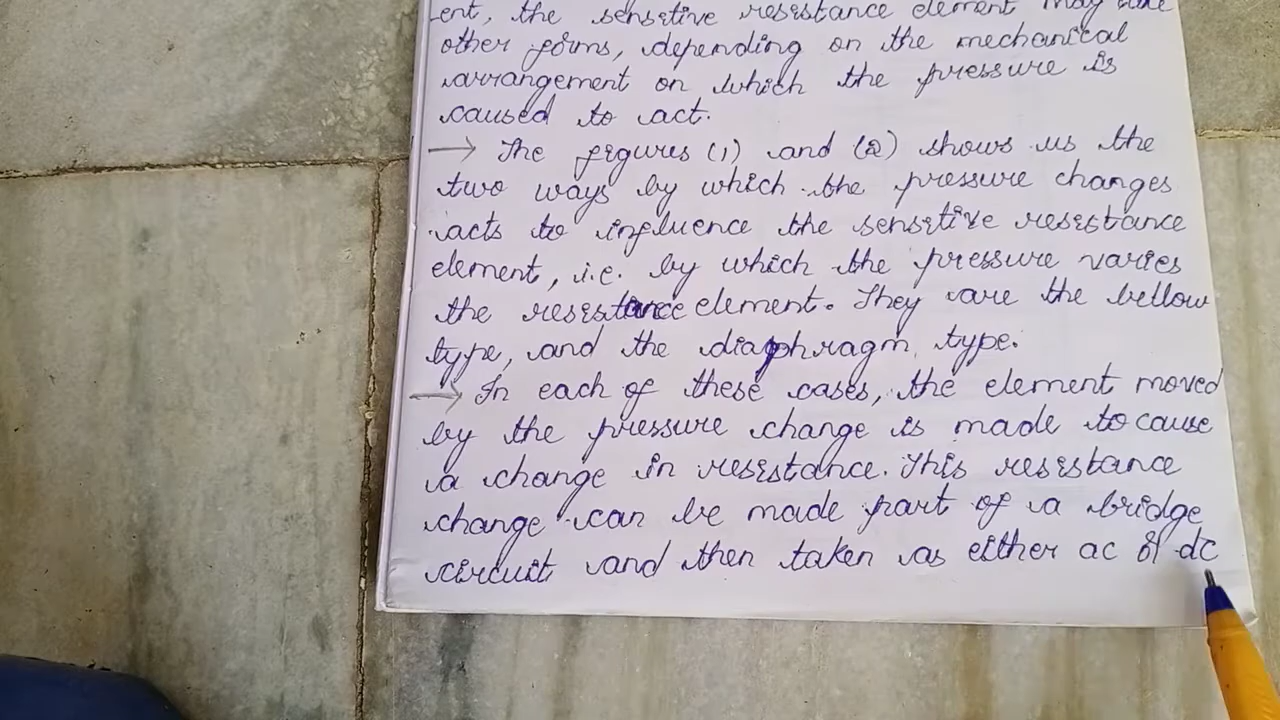 ent, the sensitive resistance element may take
other forms, depending on the mechanical
arrangement on which the pressure is
caused to act.
→ The figures (1) and (2) shows us the
two ways by which the pressure changes
acts to influence the sensetive resistance
element, i.e. by which the pressure varies
the resistance element. They are the bellow
type, and the diaphragm type.
→ In each of these cases, the element moved
by the pressure change is made to cause
a change in resistance. This resistance
change can be made part of a bridge
circuit and then taken as either ac or dc